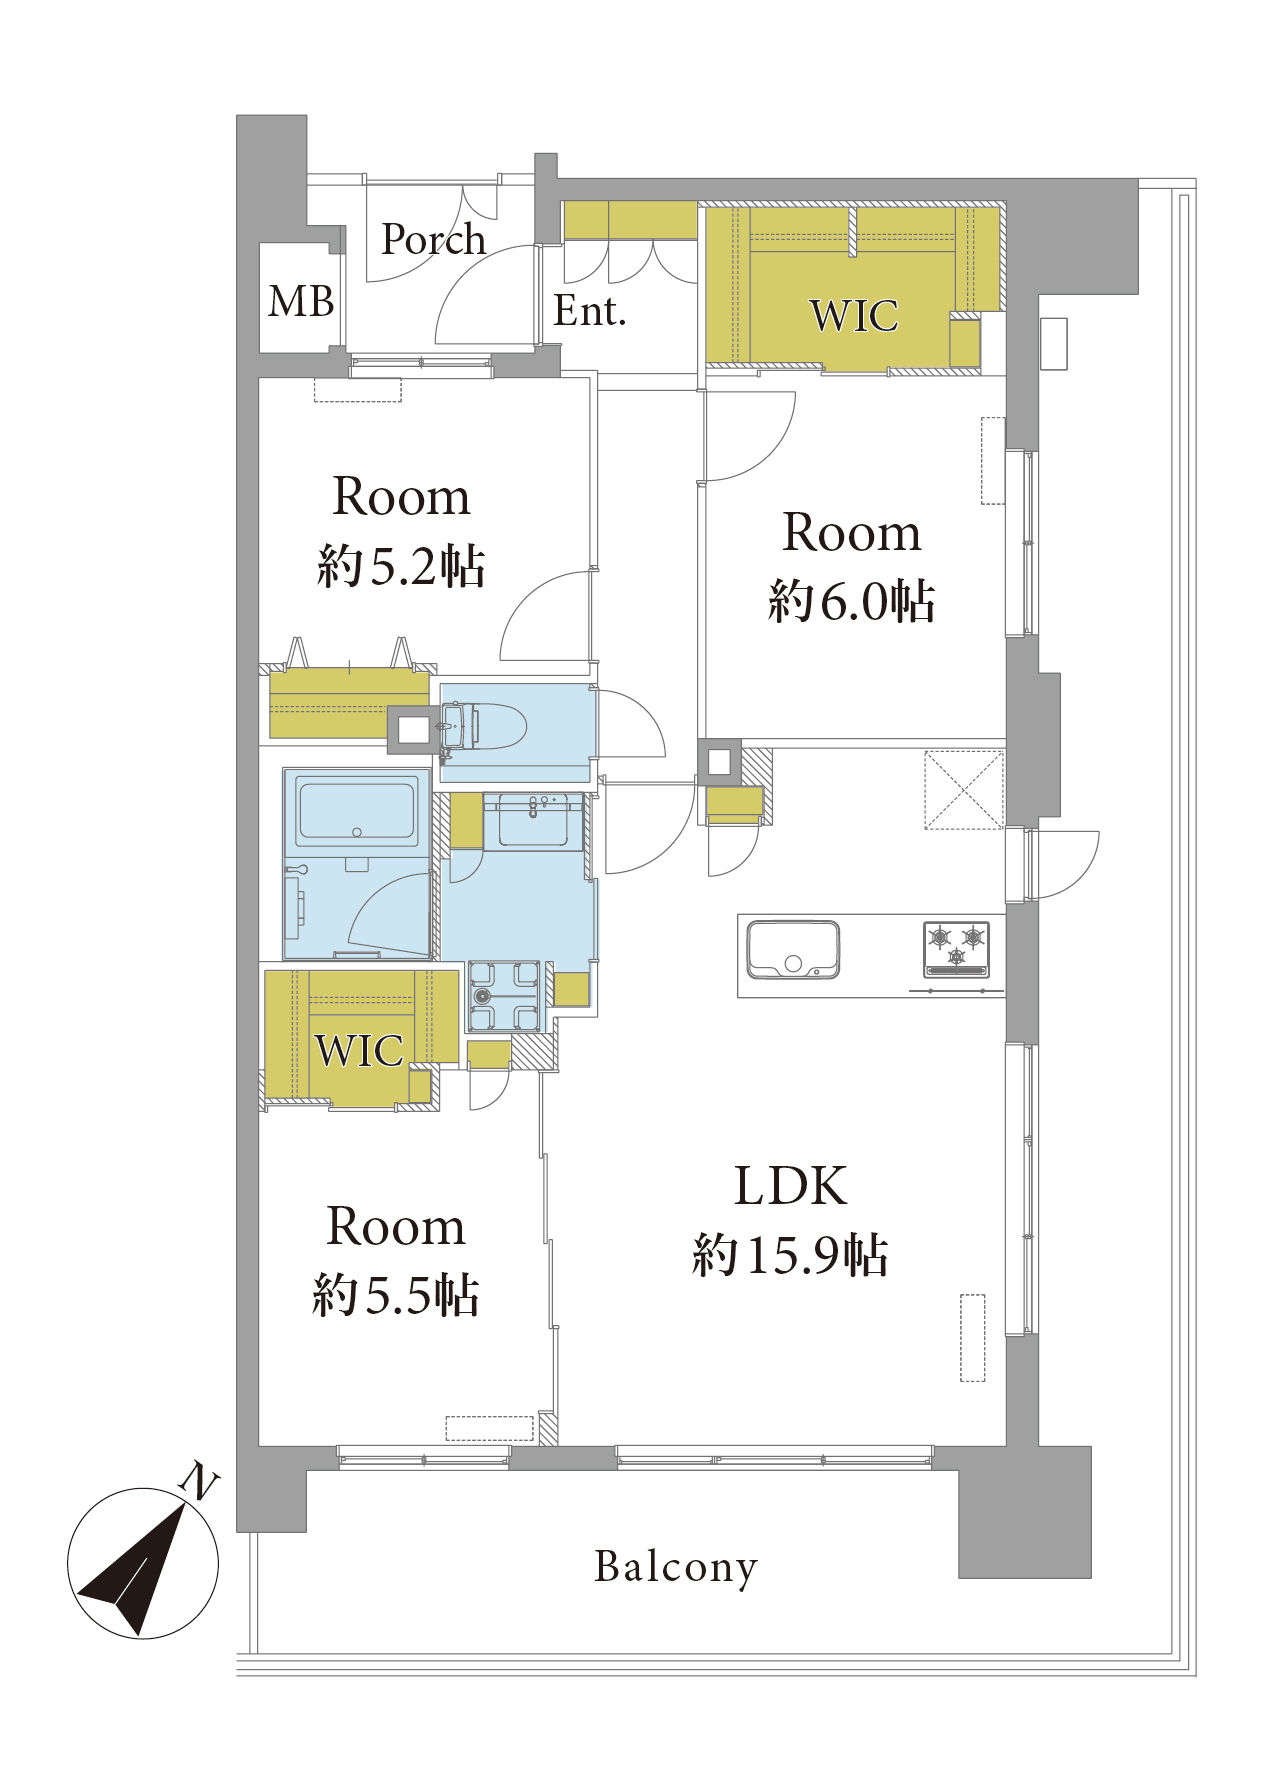 Porch
MB
Ent.
WIC
Room
約5.2帖
Room
約6.0帖
WIC
Room
約5.5帖
LDK
約15.9帖
N
Balcony